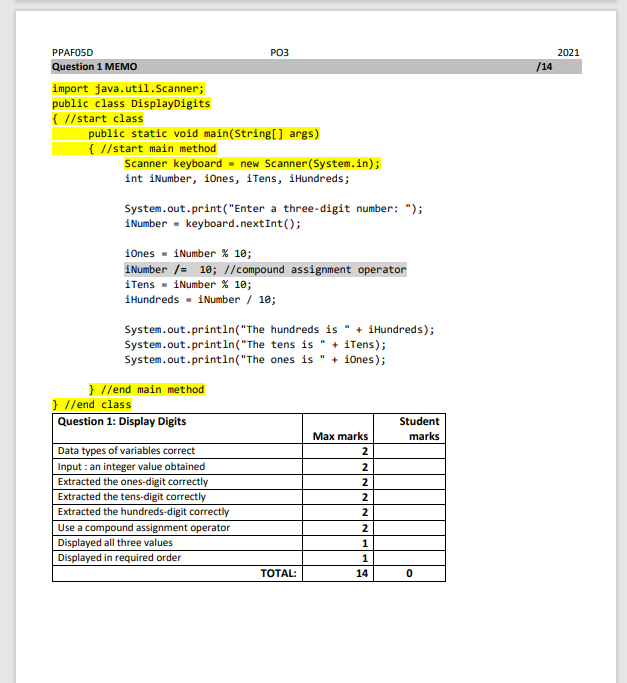 PPAF05D PO3 2021
Question 1 MEMO /14
import java.util.Scanner;
public class DisplayDigits
{ //start class
public static void main(String[] args)
{ //start main method
Scanner keyboard = new Scanner(System.in);
int iNumber, iOnes, iTens, iHundreds;
System.out.print("Enter a three-digit number: ");
iNumber = keyboard.nextInt();
iOnes = iNumber % 10;
iNumber /= 10; //compound assignment operator
iTens = iNumber % 10;
iHundreds = iNumber / 10;
System.out.println("The hundreds is " + iHundreds);
System.out.println("The tens is " + iTens);
System.out.println("The ones is " + iOnes);
} //end main method
} //end class
Question 1: Display Digits Max marks Student marks
Data types of variables correct 2
Input : an integer value obtained 2
Extracted the ones-digit correctly 2
Extracted the tens-digit correctly 2
Extracted the hundreds-digit correctly 2
Use a compound assignment operator 2
Displayed all three values 1
Displayed in required order 1
TOTAL: 14 0